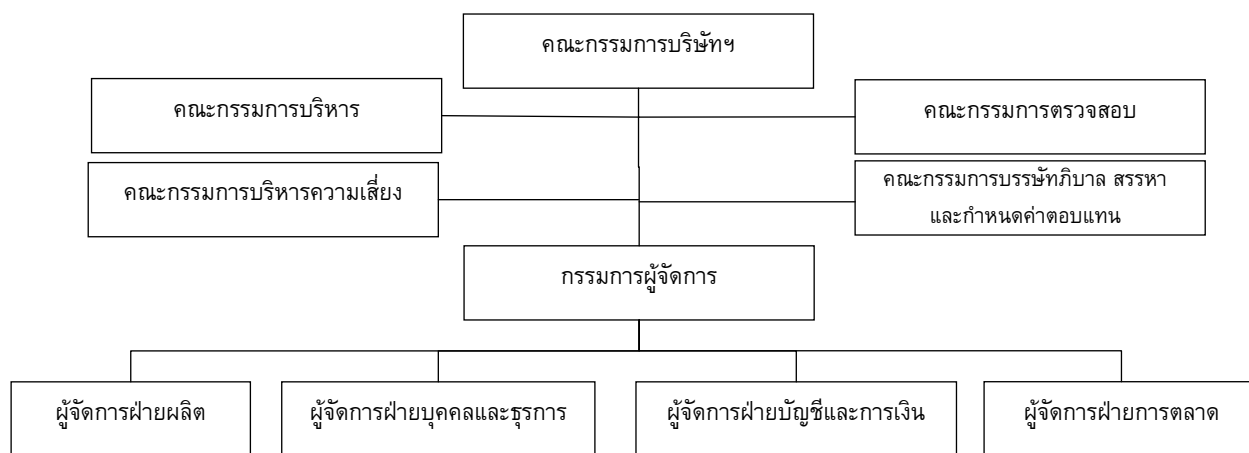 คณะกรรมการบริษัทฯ
คณะกรรมการบริหาร
คณะกรรมการตรวจสอบ
คณะกรรมการบริหารความเสี่ยง
คณะกรรมการบรรษัทภิบาล สรรหา
และกำหนดค่าตอบแทน
กรรมการผู้จัดการ
ผู้จัดการฝ่ายผลิต
ผู้จัดการฝ่ายบุคคลและธุรการ
ผู้จัดการฝ่ายบัญชีและการเงิน
ผู้จัดการฝ่ายการตลาด